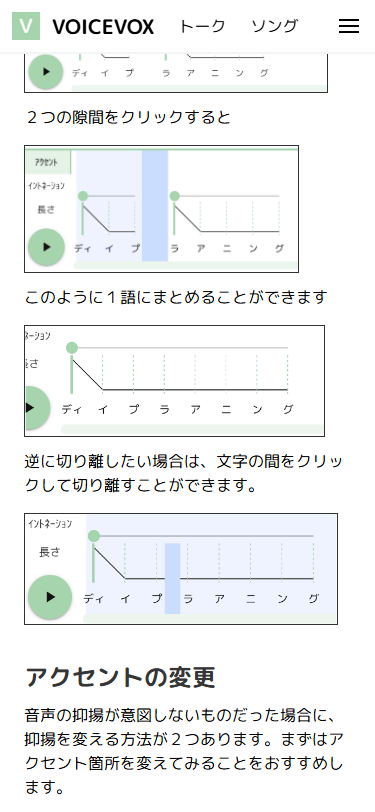 V VOICEVOX トーク ソング
ディ イ プ ラ ア ニ ン グ
２つの隙間をクリックすると
アクセント
イントネーション
長さ
ディ イ プ ラ ア ニ ン グ
このように１語にまとめることができます
ーション
長さ
ディ イ プ ラ ア ニ ン グ
逆に切り離したい場合は、文字の間をクリッ
クして切り離すことができます。
イントネーション
長さ
ディ イ プ ラ ア ニ ン グ
アクセントの変更
音声の抑揚が意図しないものだった場合に、
抑揚を変える方法が２つあります。まずはア
クセント箇所を変えてみることをおすすめし
ます。